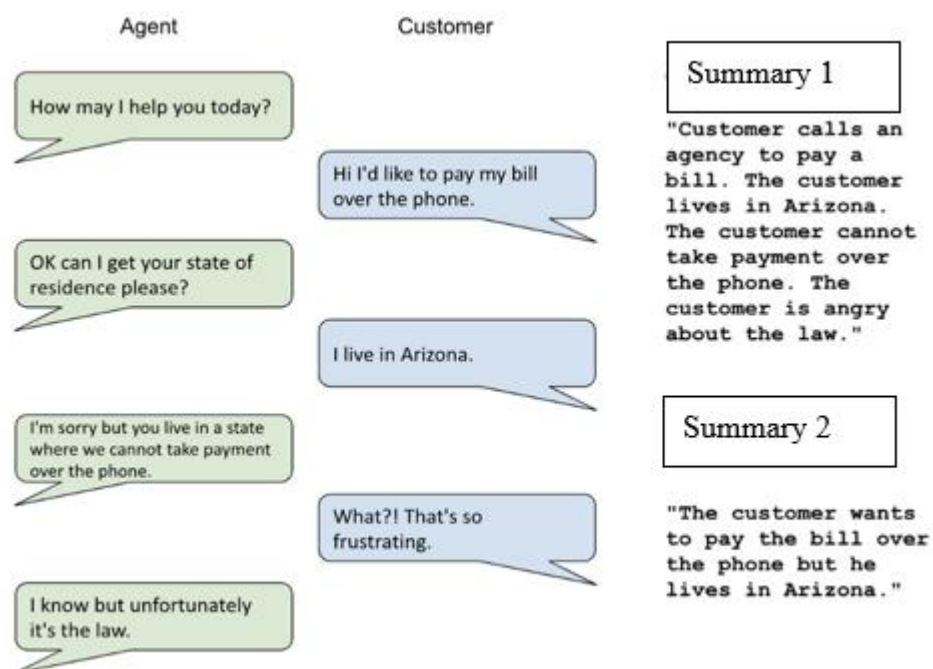 Agent
Customer
How may I help you today?
Hi I'd like to pay my bill
over the phone.
OK can I get your state of
residence please?
I live in Arizona.
I'm sorry but you live in a state
where we cannot take payment
over the phone.
What?! That's so
frustrating.
I know but unfortunately
it's the law.
Summary 1
"Customer calls an
agency to pay a
bill. The customer
lives in Arizona.
The customer cannot
take payment over
the phone. The
customer is angry
about the law."
Summary 2
"The customer wants
to pay the bill over
the phone but he
lives in Arizona."